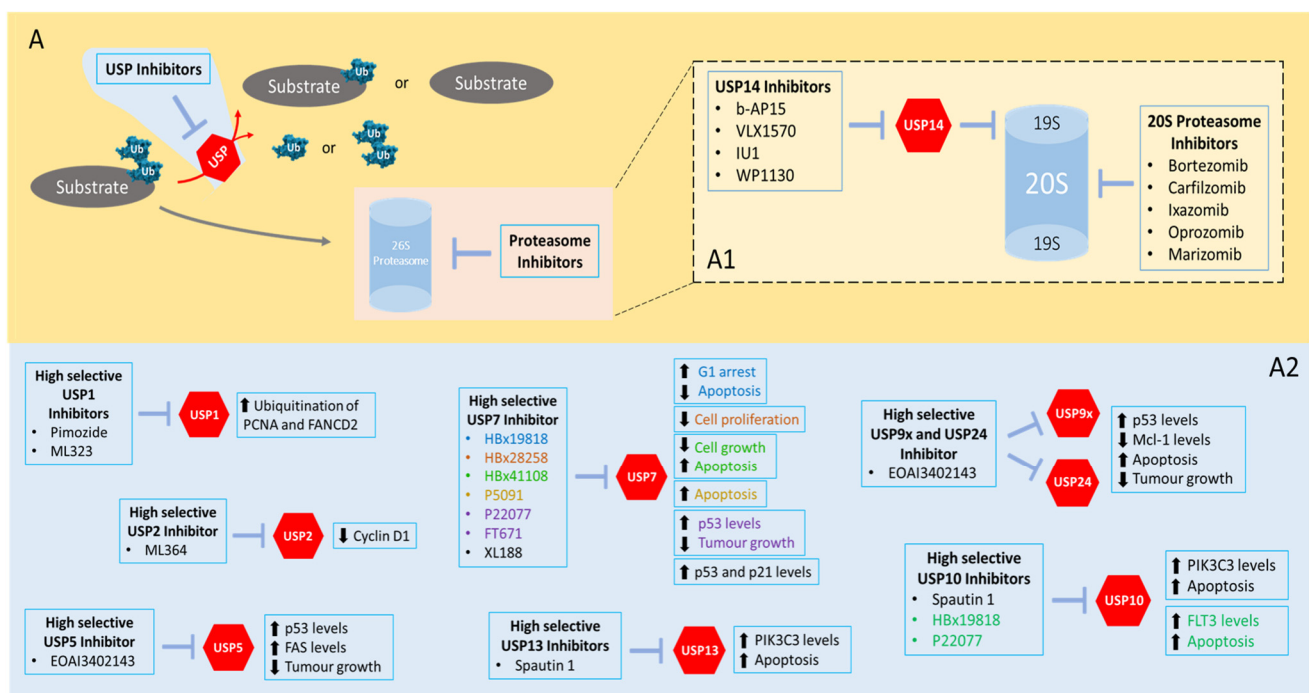 A
USP Inhibitors
Substrate
Ub
or
Substrate
Ub
Ub
Substrate
USP
Ub
or
Ub
Ub
26S
Proteasome
Proteasome
Inhibitors
USP14 Inhibitors
• b-AP15
• VLX1570
• IU1
• WP1130
USP14
19S
20S
19S
20S Proteasome
Inhibitors
• Bortezomib
• Carfilzomib
• Ixazomib
• Oprozomib
• Marizomib
A1
A2
High selective
USP1
Inhibitors
• Pimozide
• ML323
USP1
⬆ Ubiquitination of
PCNA and FANCD2
High selective
USP2 Inhibitor
• ML364
USP2
⬇ Cyclin D1
High selective
USP5 Inhibitor
• EOAI3402143
USP5
⬆ p53 levels
⬆ FAS levels
⬇ Tumour growth
High selective
USP7 Inhibitor
• HBx19818
• HBx28258
• HBx41108
• P5091
• P22077
• FT671
• XL188
USP7
⬆ G1 arrest
⬇ Apoptosis
⬇ Cell proliferation
⬇ Cell growth
⬆ Apoptosis
⬆ Apoptosis
⬆ p53 levels
⬇ Tumour growth
⬆ p53 and p21 levels
High selective
USP13 Inhibitors
• Spautin 1
USP13
⬆ PIK3C3 levels
⬆ Apoptosis
High selective
USP9x and USP24
Inhibitor
• EOAI3402143
USP9x
USP24
⬆ p53 levels
⬇ Mcl-1 levels
⬆ Apoptosis
⬇ Tumour growth
High selective
USP10 Inhibitors
• Spautin 1
• HBx19818
• P22077
USP10
⬆ PIK3C3 levels
⬆ Apoptosis
⬆ FLT3 levels
⬆ Apoptosis